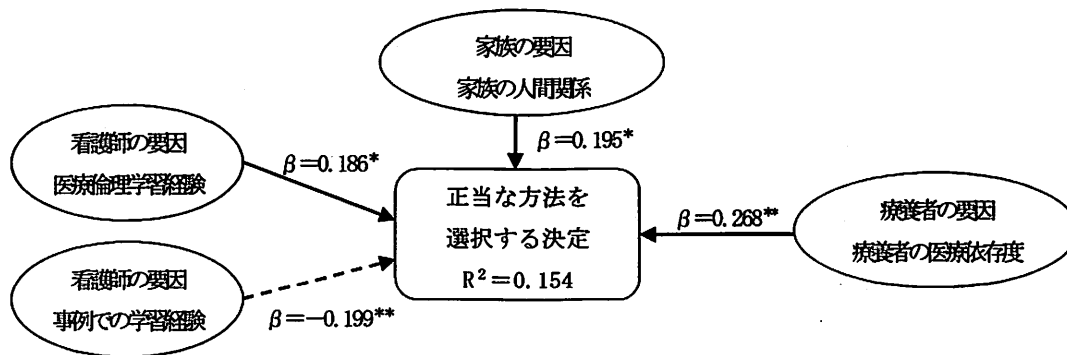 家族の要因
家族の人間関係
β=0.195*
看護師の要因
医療倫理学習経験
β=0.186*
正当な方法を
選択する決定
R²=0.154
β=0.268**
療養者の要因
療養者の医療依存度
看護師の要因
事例での学習経験
β=-0.199**